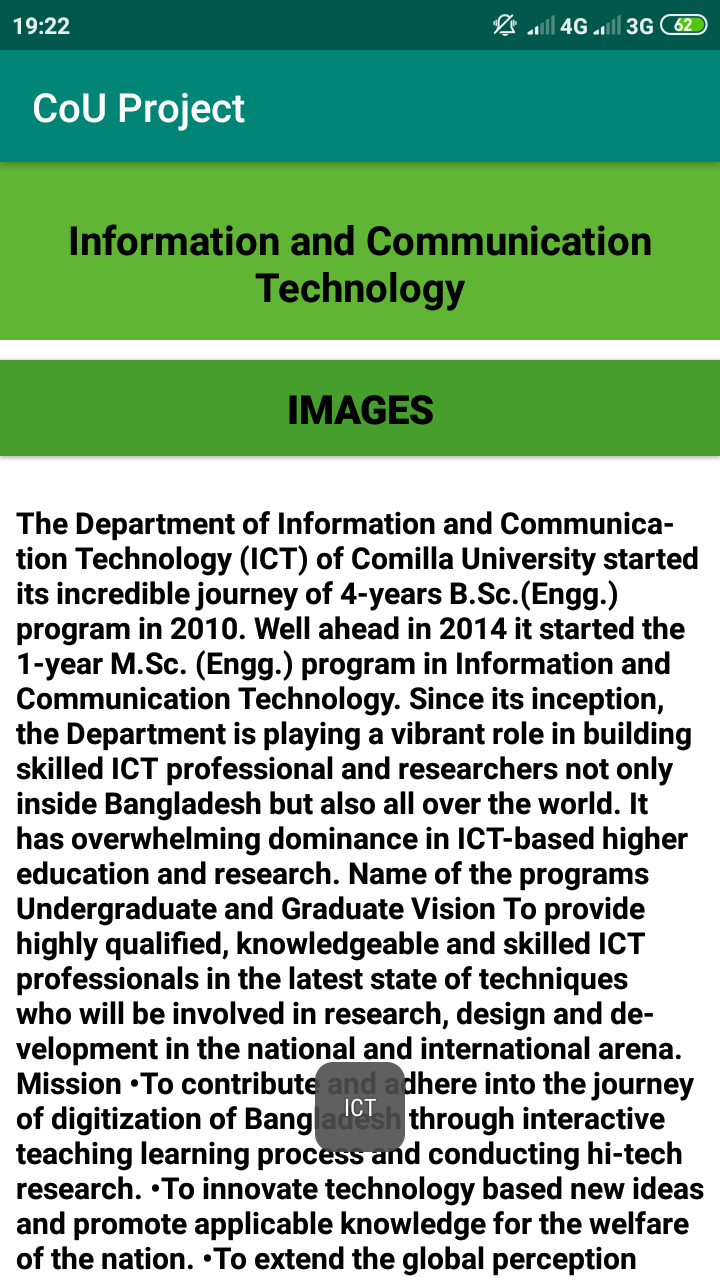 19:22
4G 3G 62
CoU Project
Information and Communication
Technology
IMAGES
The Department of Information and Communica-
tion Technology (ICT) of Comilla University started
its incredible journey of 4-years B.Sc.(Engg.)
program in 2010. Well ahead in 2014 it started the
1-year M.Sc. (Engg.) program in Information and
Communication Technology. Since its inception,
the Department is playing a vibrant role in building
skilled ICT professional and researchers not only
inside Bangladesh but also all over the world. It
has overwhelming dominance in ICT-based higher
education and research. Name of the programs
Undergraduate and Graduate Vision To provide
highly qualified, knowledgeable and skilled ICT
professionals in the latest state of techniques
who will be involved in research, design and de-
velopment in the national and international arena.
Mission •To contribute and adhere into the journey
of digitization of Bangladesh through interactive
teaching learning process and conducting hi-tech
research. •To innovate technology based new ideas
and promote applicable knowledge for the welfare
of the nation. •To extend the global perception
ICT